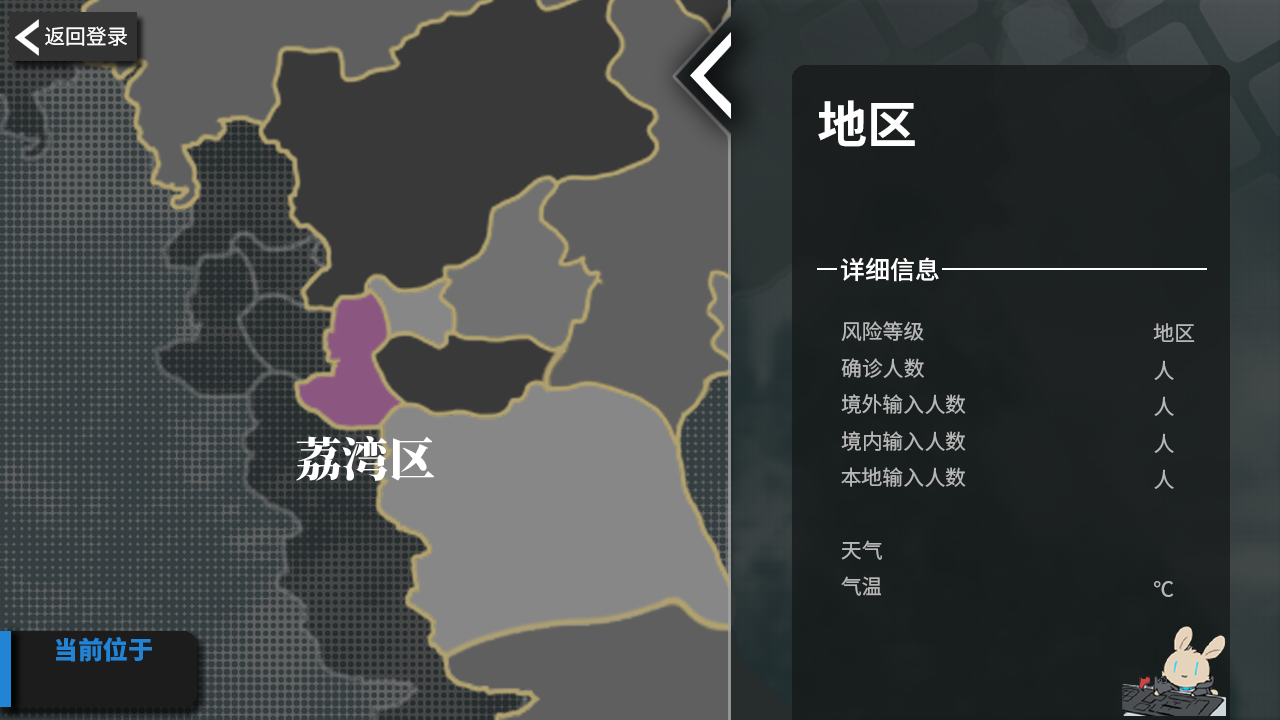 返回登录
地区
详细信息
风险等级 地区
确诊人数 人
境外输入人数 人
境内输入人数 人
本地输入人数 人
荔湾区
天气
气温 ℃
当前位于